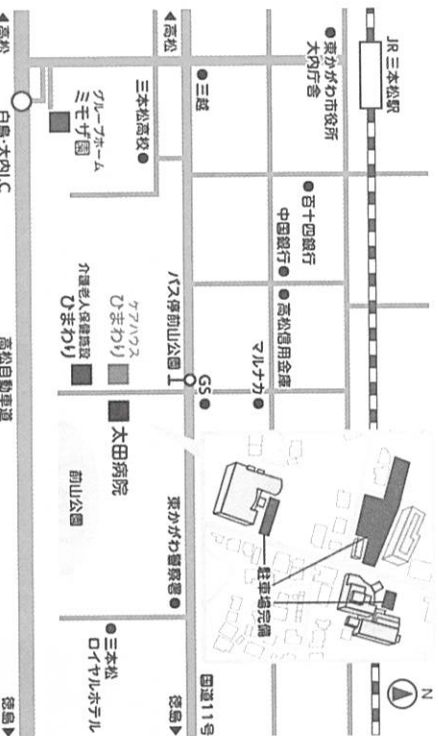 JR 三本松駅
N
東かがわ市役所
大内庁舎
百十四銀行
中国銀行
高松信用金庫
マルナカ
駐車場完備
国道11号
◀高松
三越
バス停前山公園
GS
東かがわ警察署
徳島▶
三本松高校
グループホーム
ミモザ園
ケアハウス
ひまわり
介護老人保健施設
ひまわり
太田病院
前山公園
三本松
ロイヤルホテル
◀高松
白鳥・大内I.C
高松自動車道
徳島▶